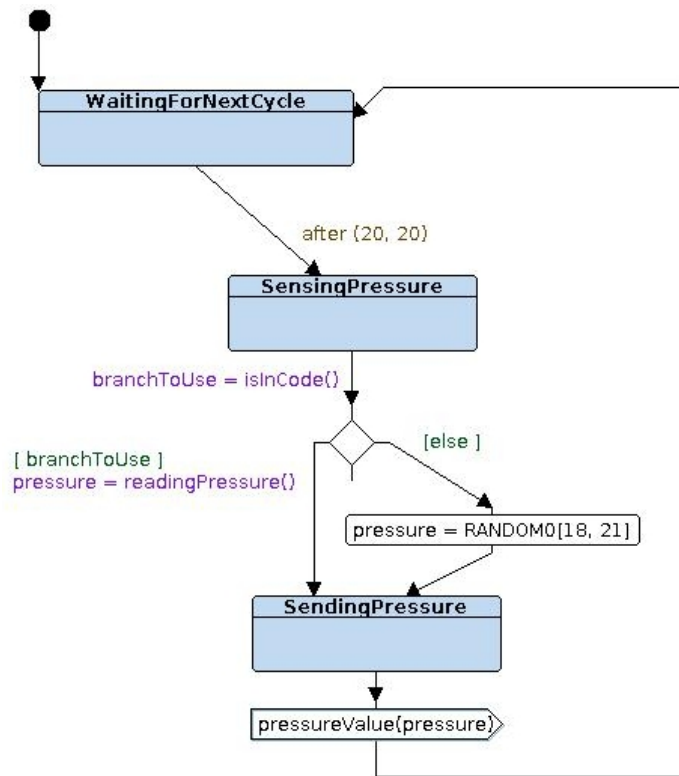 WaitingForNextCycle
after (20, 20)
SensingPressure
branchToUse = isInCode()
[else ]
[ branchToUse ]
pressure = readingPressure()
pressure = RANDOM0[18, 21]
SendingPressure
pressureValue(pressure)